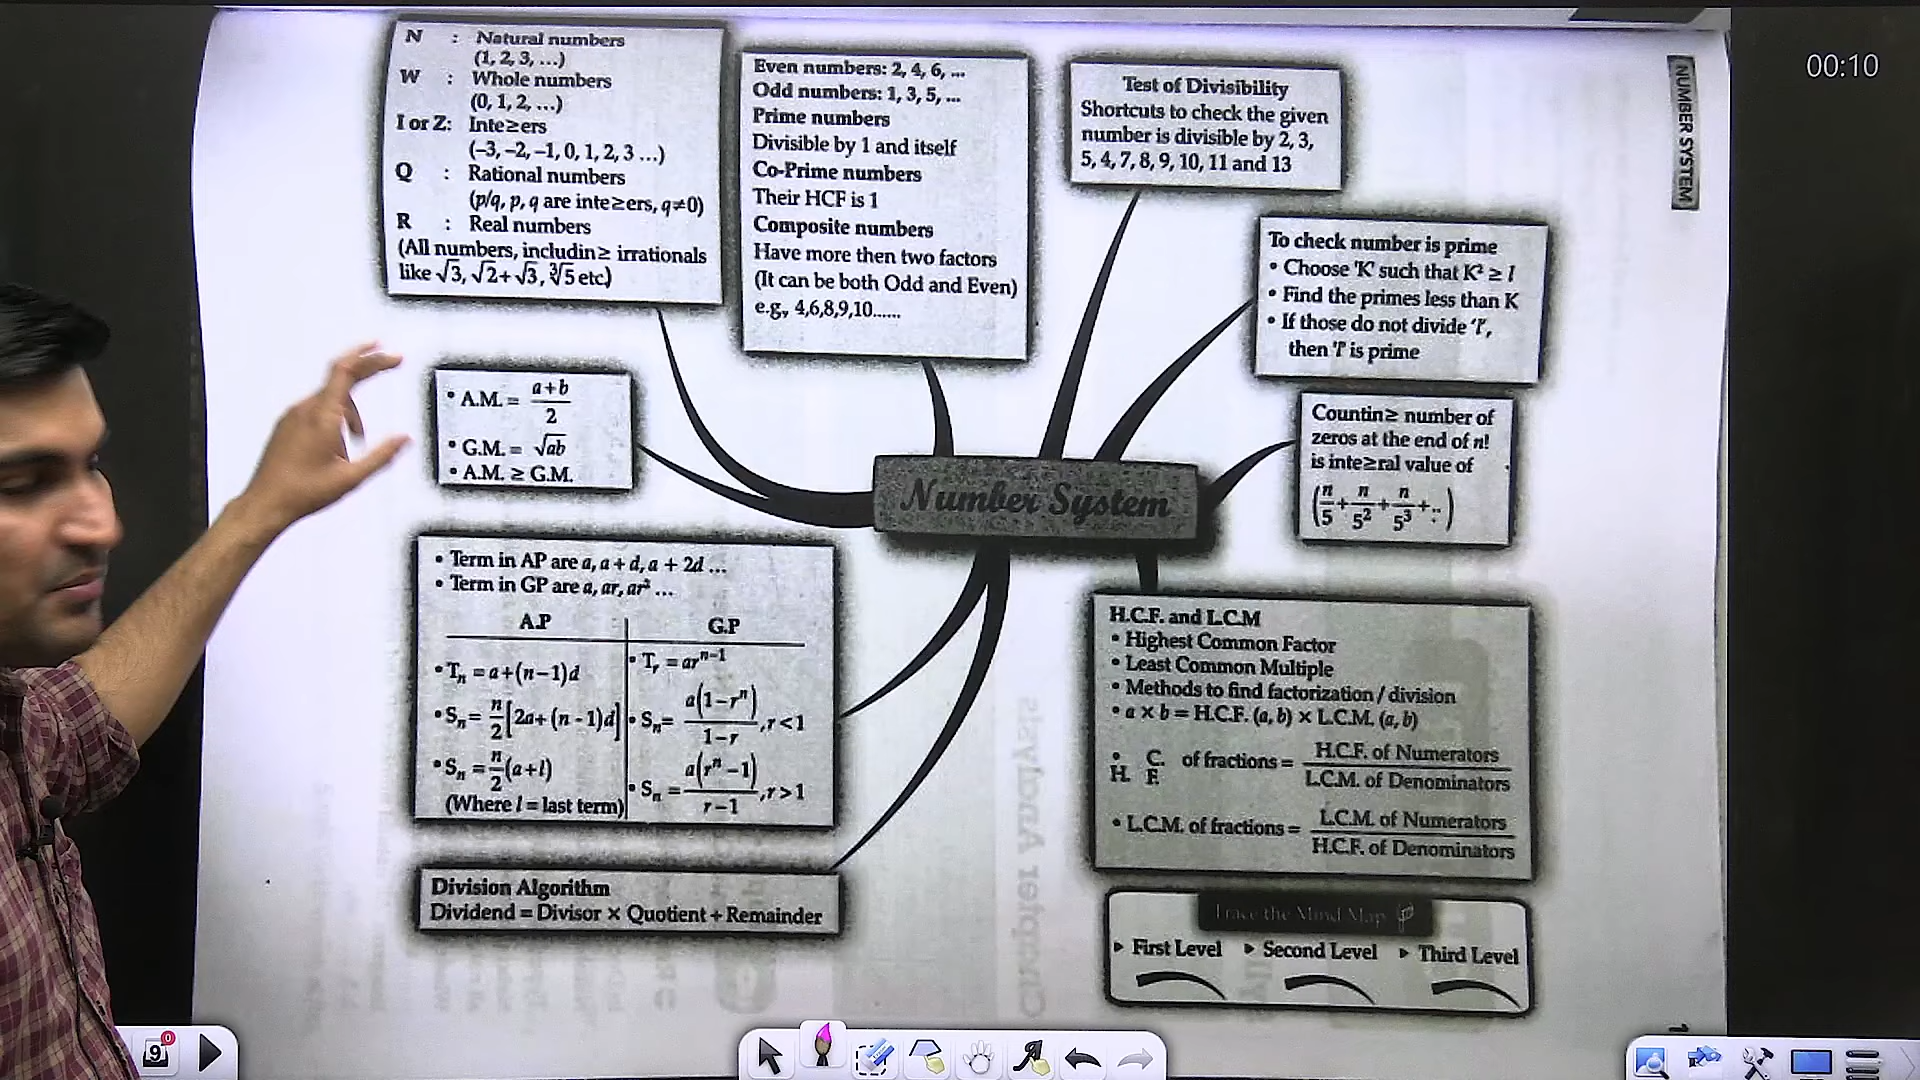 N : Natural numbers
(1, 2, 3, ...)
W : Whole numbers
(0, 1, 2, ...)
I or Z: Inte≥ers
(–3, –2, –1, 0, 1, 2, 3 ...)
Q : Rational numbers
(p/q, p, q are inte≥ers, q≠0)
R : Real numbers
(All numbers, includin≥ irrationals
like √3, √2+√3, ∛5 etc.)
Even numbers: 2, 4, 6, ...
Odd numbers: 1, 3, 5, ...
Prime numbers
Divisible by 1 and itself
Co-Prime numbers
Their HCF is 1
Composite numbers
Have more then two factors
(It can be both Odd and Even)
e.g., 4,6,8,9,10......
Test of Divisibility
Shortcuts to check the given
number is divisible by 2, 3,
5, 4, 7, 8, 9, 10, 11 and 13
NUMBER SYSTEM
00:10
To check number is prime
• Choose 'K' such that K² ≥ l
• Find the primes less than K
• If those do not divide 'l',
then 'l' is prime
• A.M. = (a+b)/2
• G.M. = √ab
• A.M. ≥ G.M.
Countin≥ number of
zeros at the end of n!
is inte≥ral value of
(n/5 + n/5² + n/5³ + ..)
Number System
• Term in AP are a, a + d, a + 2d ...
• Term in GP are a, ar, ar² ...
A.P G.P
• Tₙ = a+(n–1)d
• Tᵣ = arⁿ⁻¹
• Sₙ = n/2 [2a+(n-1)d]
• Sₙ = a(1–rⁿ)/(1–r), r<1
• Sₙ = n/2 (a+l)
(Where l = last term)
• Sₙ = a(rⁿ–1)/(r–1), r>1
H.C.F. and L.C.M
• Highest Common Factor
• Least Common Multiple
• Methods to find factorization / division
• a × b = H.C.F. (a, b) × L.C.M. (a, b)
• H. C. F. of fractions = H.C.F. of Numerators / L.C.M. of Denominators
• L.C.M. of fractions = L.C.M. of Numerators / H.C.F. of Denominators
Division Algorithm
Dividend = Divisor × Quotient + Remainder
Trace the Mind Map
First Level Second Level Third Level
Chapter Analysis
9
0